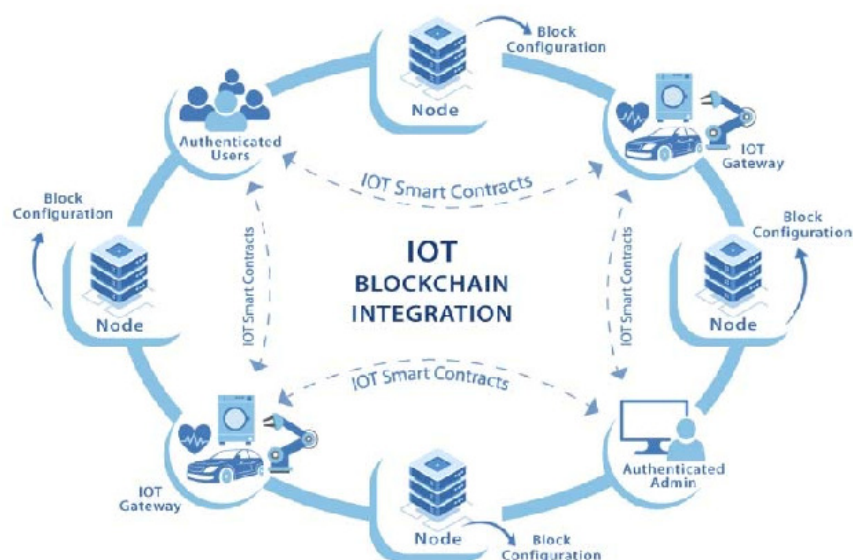 Block
Configuration
Node
Authenticated
Users
IOT
Gateway
IOT Smart Contracts
Block
Configuration
Block
Configuration
IOT Smart Contracts
IOT
BLOCKCHAIN
INTEGRATION
IOT Smart Contracts
Node
Node
IOT Smart Contracts
IOT
Gateway
Authenticated
Admin
Node
Block
Configuration